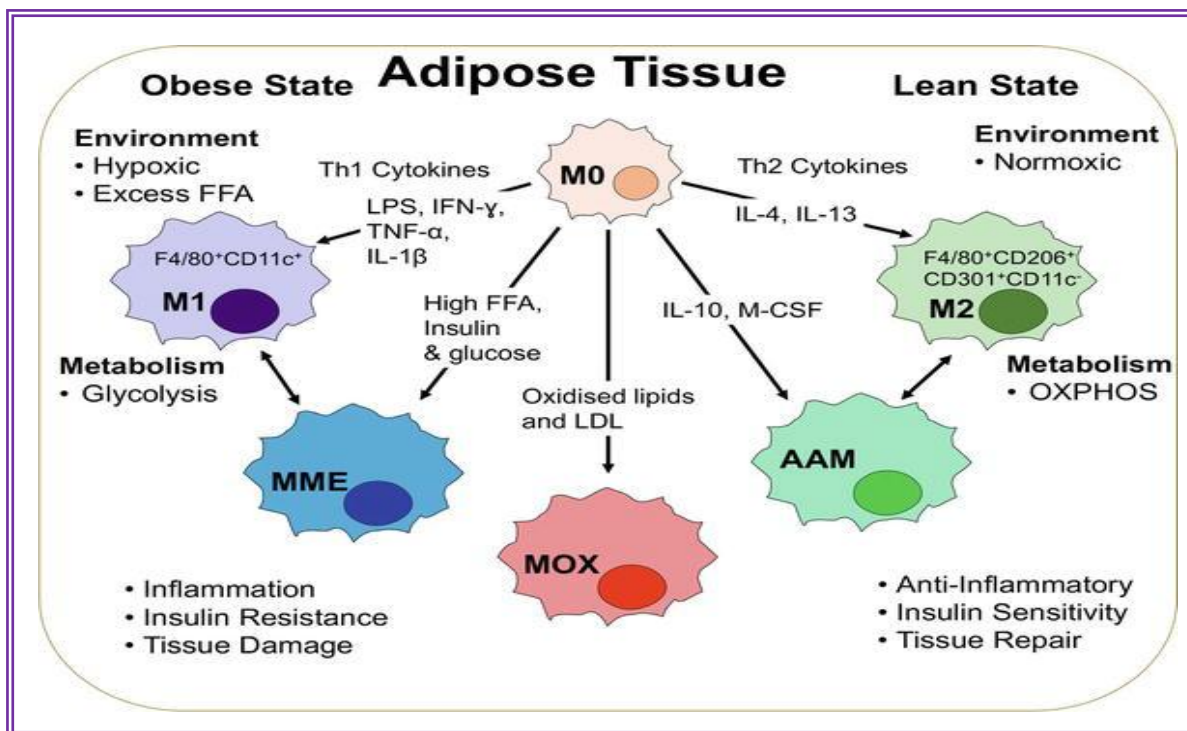 Adipose Tissue
Obese State
Lean State
Environment
• Hypoxic
• Excess FFA
Environment
• Normoxic
Th1 Cytokines
LPS, IFN-ɣ,
TNF-α,
IL-1β
M0
Th2 Cytokines
IL-4, IL-13
F4/80⁺CD11c⁺
M1
F4/80⁺CD206⁺
CD301⁺CD11c⁻
M2
High FFA,
Insulin
& glucose
IL-10, M-CSF
Metabolism
• Glycolysis
Metabolism
• OXPHOS
Oxidised lipids
and LDL
MME
MOX
AAM
• Inflammation
• Insulin Resistance
• Tissue Damage
• Anti-Inflammatory
• Insulin Sensitivity
• Tissue Repair